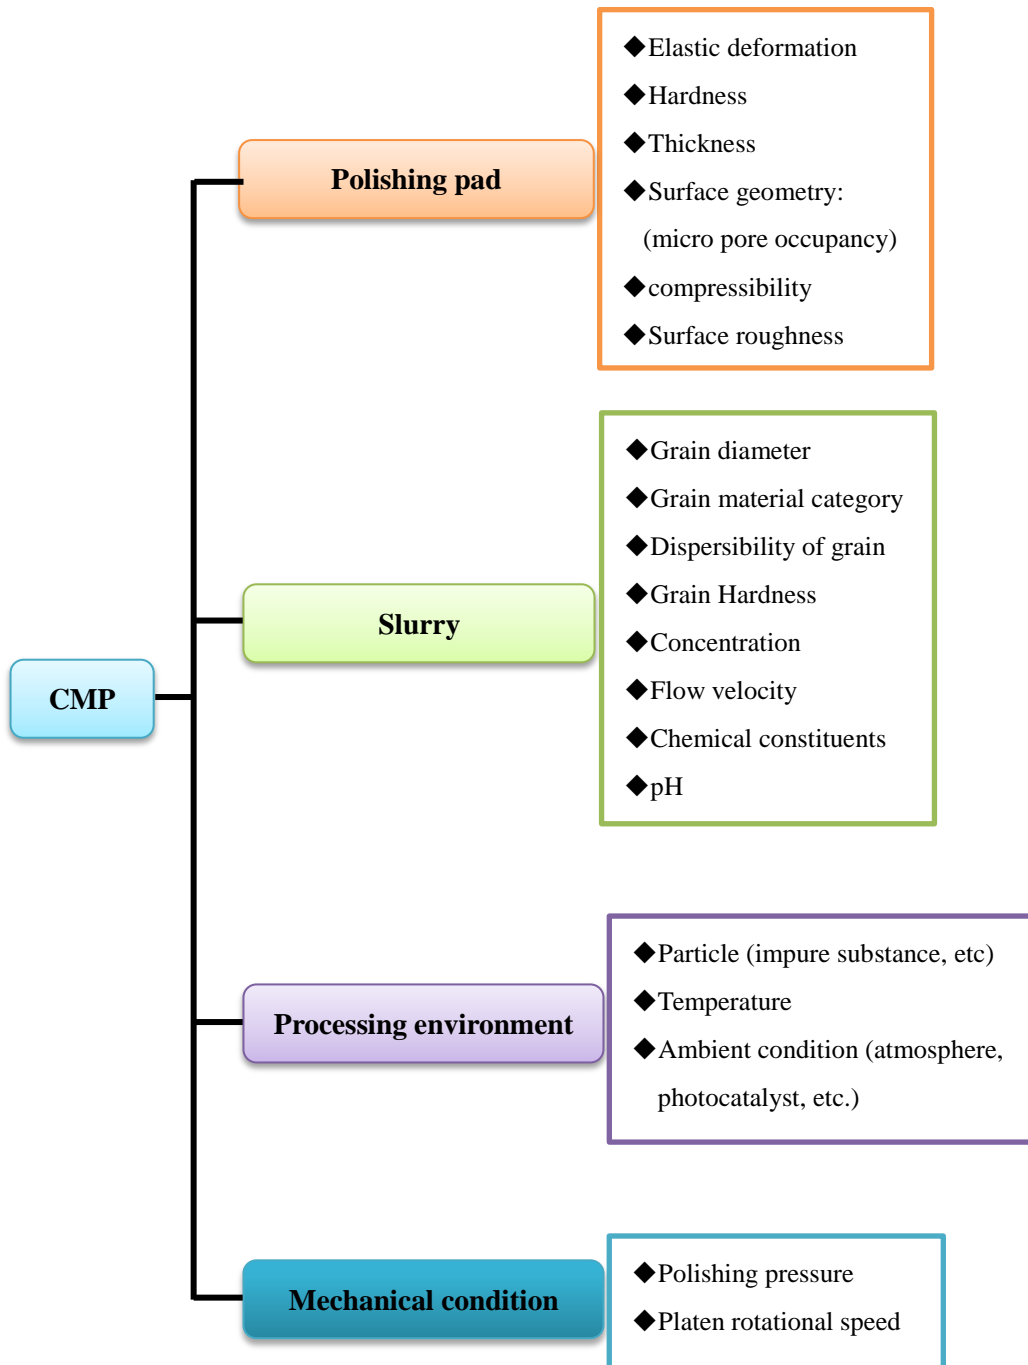 CMP
Polishing pad
◆Elastic deformation
◆Hardness
◆Thickness
◆Surface geometry:
(micro pore occupancy)
◆compressibility
◆Surface roughness
Slurry
◆Grain diameter
◆Grain material category
◆Dispersibility of grain
◆Grain Hardness
◆Concentration
◆Flow velocity
◆Chemical constituents
◆pH
Processing environment
◆Particle (impure substance, etc)
◆Temperature
◆Ambient condition (atmosphere,
photocatalyst, etc.)
Mechanical condition
◆Polishing pressure
◆Platen rotational speed